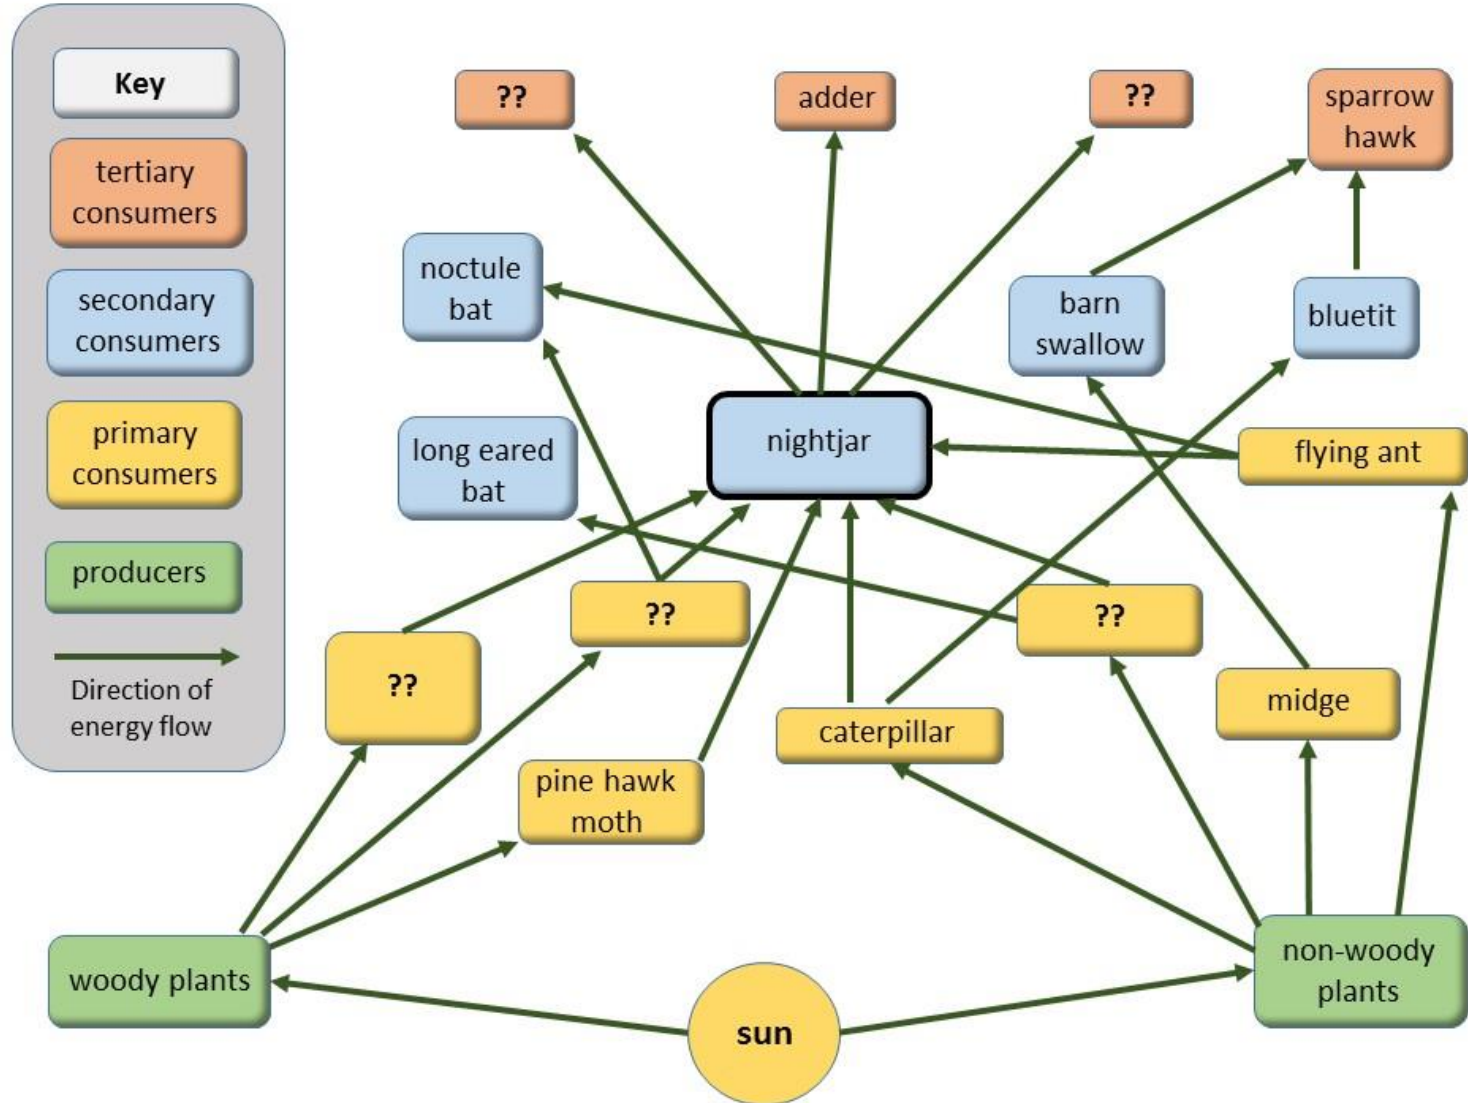 Key
tertiary
consumers
secondary
consumers
primary
consumers
producers
Direction of
energy flow
??
adder
??
sparrow
hawk
noctule
bat
barn
swallow
bluetit
long eared
bat
nightjar
flying ant
??
??
??
pine hawk
moth
caterpillar
midge
woody plants
sun
non-woody
plants